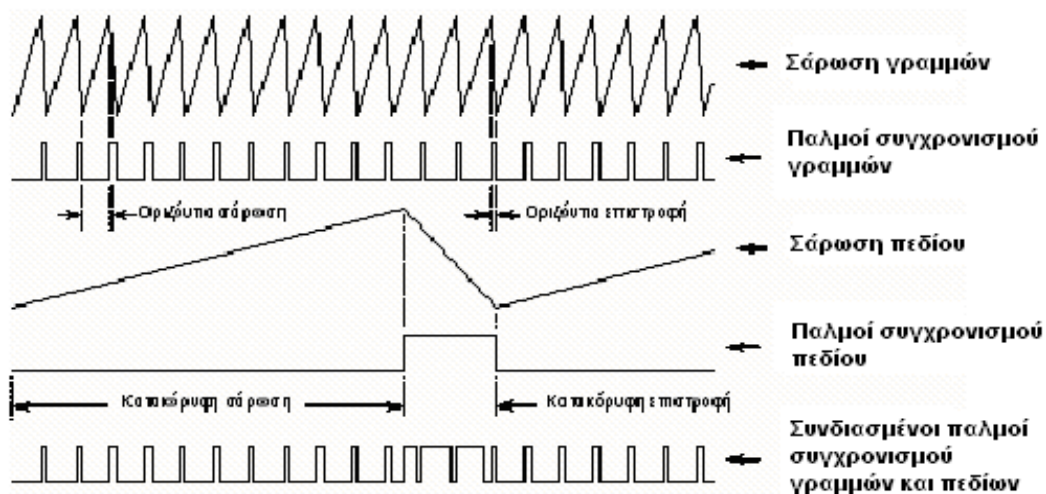 Σάρωση γραμμών
Παλμοί συγχρονισμού
γραμμών
Οριζόντια σάρωση
Οριζόντια επιστροφή
Σάρωση πεδίου
Παλμοί συγχρονισμού
πεδίου
Κατακόρυφη σάρωση
Κατακόρυφη επιστροφή
Συνδιασμένοι παλμοί
συγχρονισμού
γραμμών και πεδίων